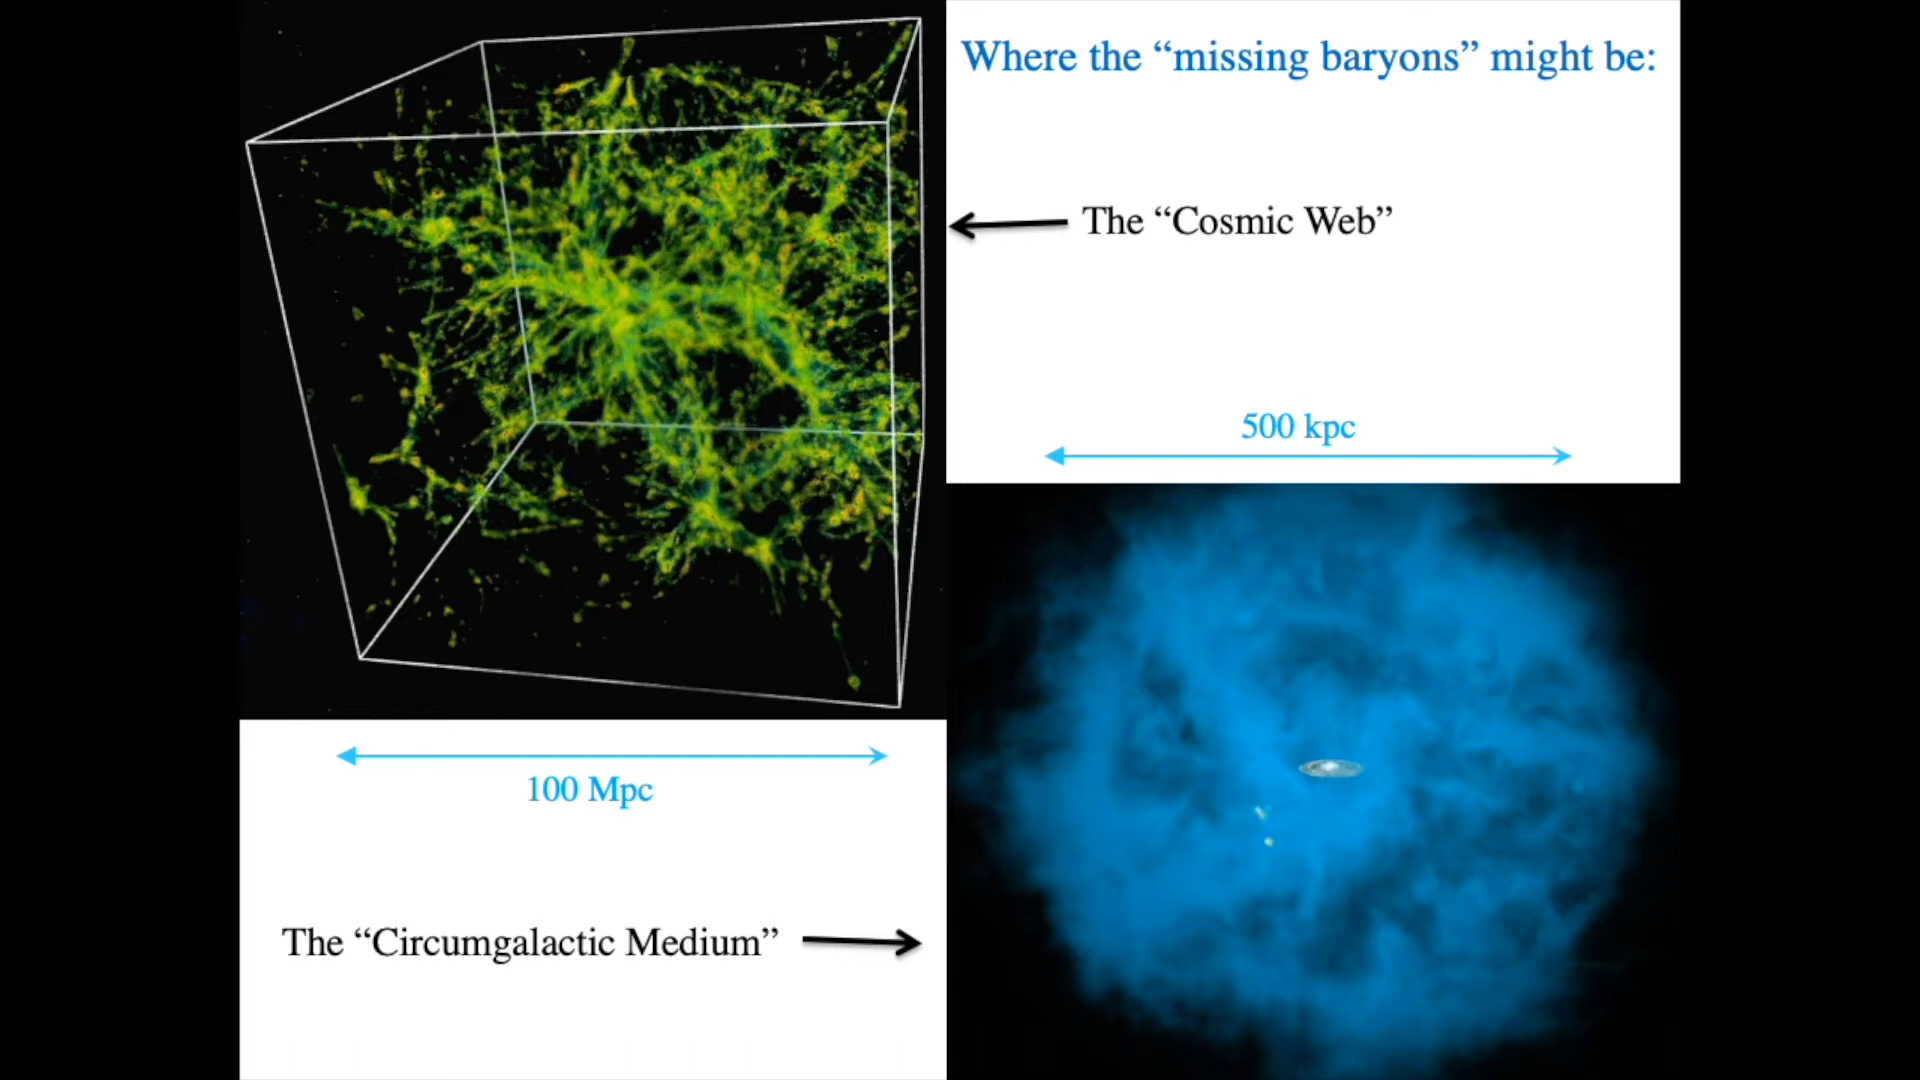 Where the “missing baryons” might be:
The “Cosmic Web”
500 kpc
100 Mpc
The “Circumgalactic Medium”